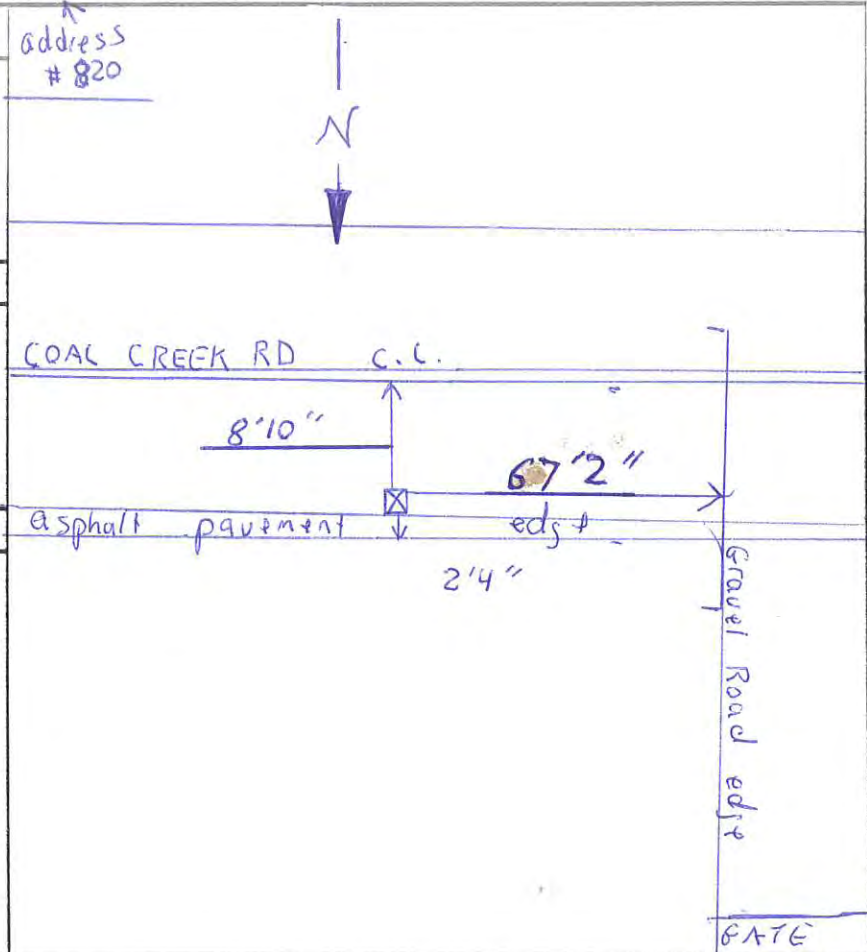 address
# 820
N
COAL CREEK RD C.L.
8'10"
67'2"
asphalt pavement edge
2'4"
Gravel Road edge
GATE